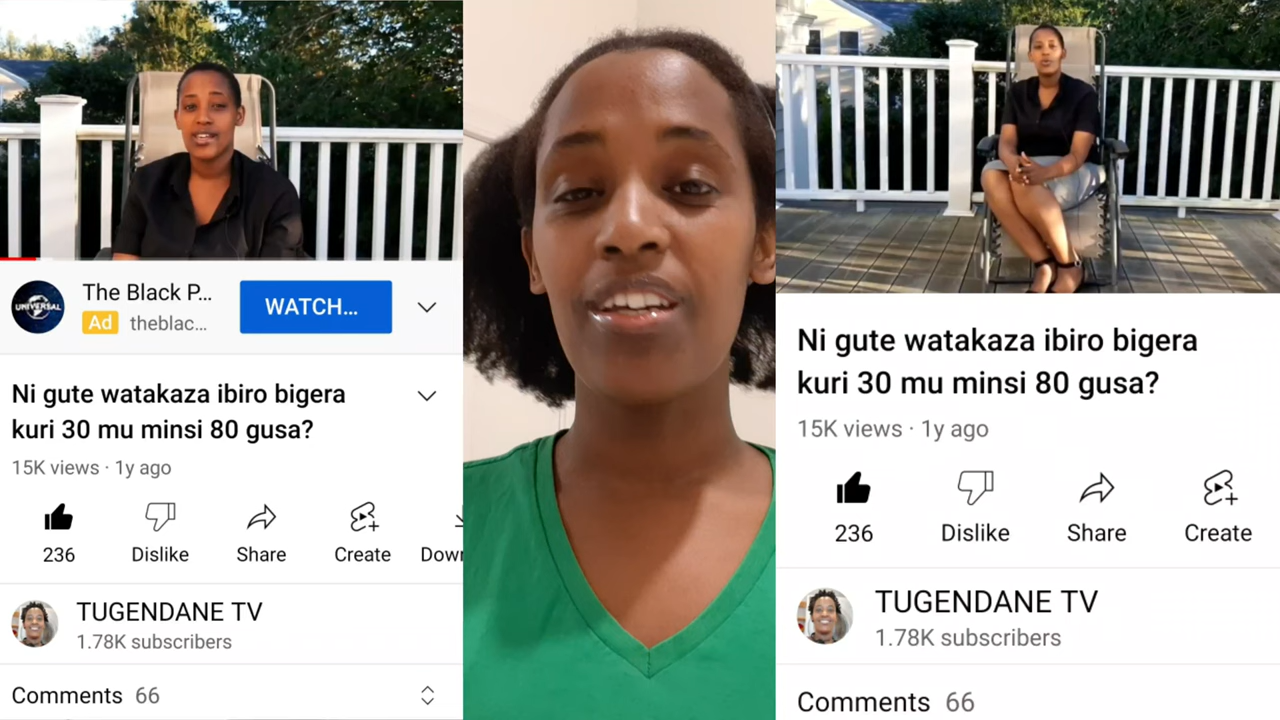 UNIVERSAL
The Black P...
Ad theblac...
WATCH...
Ni gute watakaza ibiro bigera
kuri 30 mu minsi 80 gusa?
15K views · 1y ago
236 Dislike Share Create Down
TUGENDANE TV
1.78K subscribers
Comments 66
Ni gute watakaza ibiro bigera
kuri 30 mu minsi 80 gusa?
15K views · 1y ago
236 Dislike Share Create
TUGENDANE TV
1.78K subscribers
Comments 66